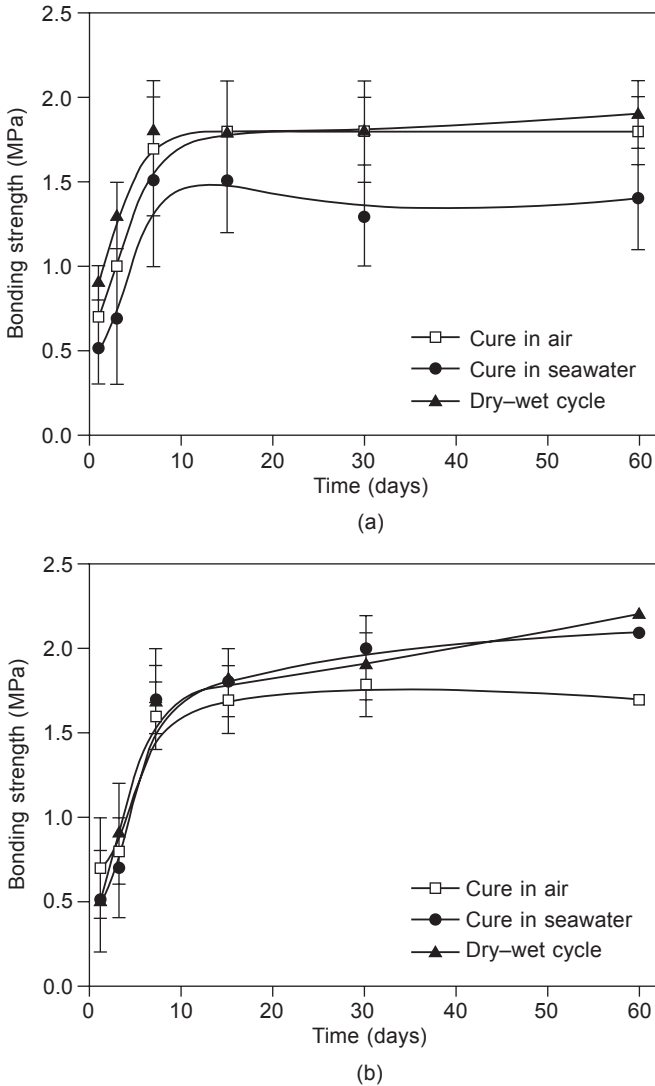 2.5
2.0
1.5
1.0
0.5
0.0
Bonding strength (MPa)
Cure in air
Cure in seawater
Dry–wet cycle
0 10 20 30 40 50 60
Time (days)
(a)
2.5
2.0
1.5
1.0
0.5
0.0
Bonding strength (MPa)
Cure in air
Cure in seawater
Dry–wet cycle
0 10 20 30 40 50 60
Time (days)
(b)